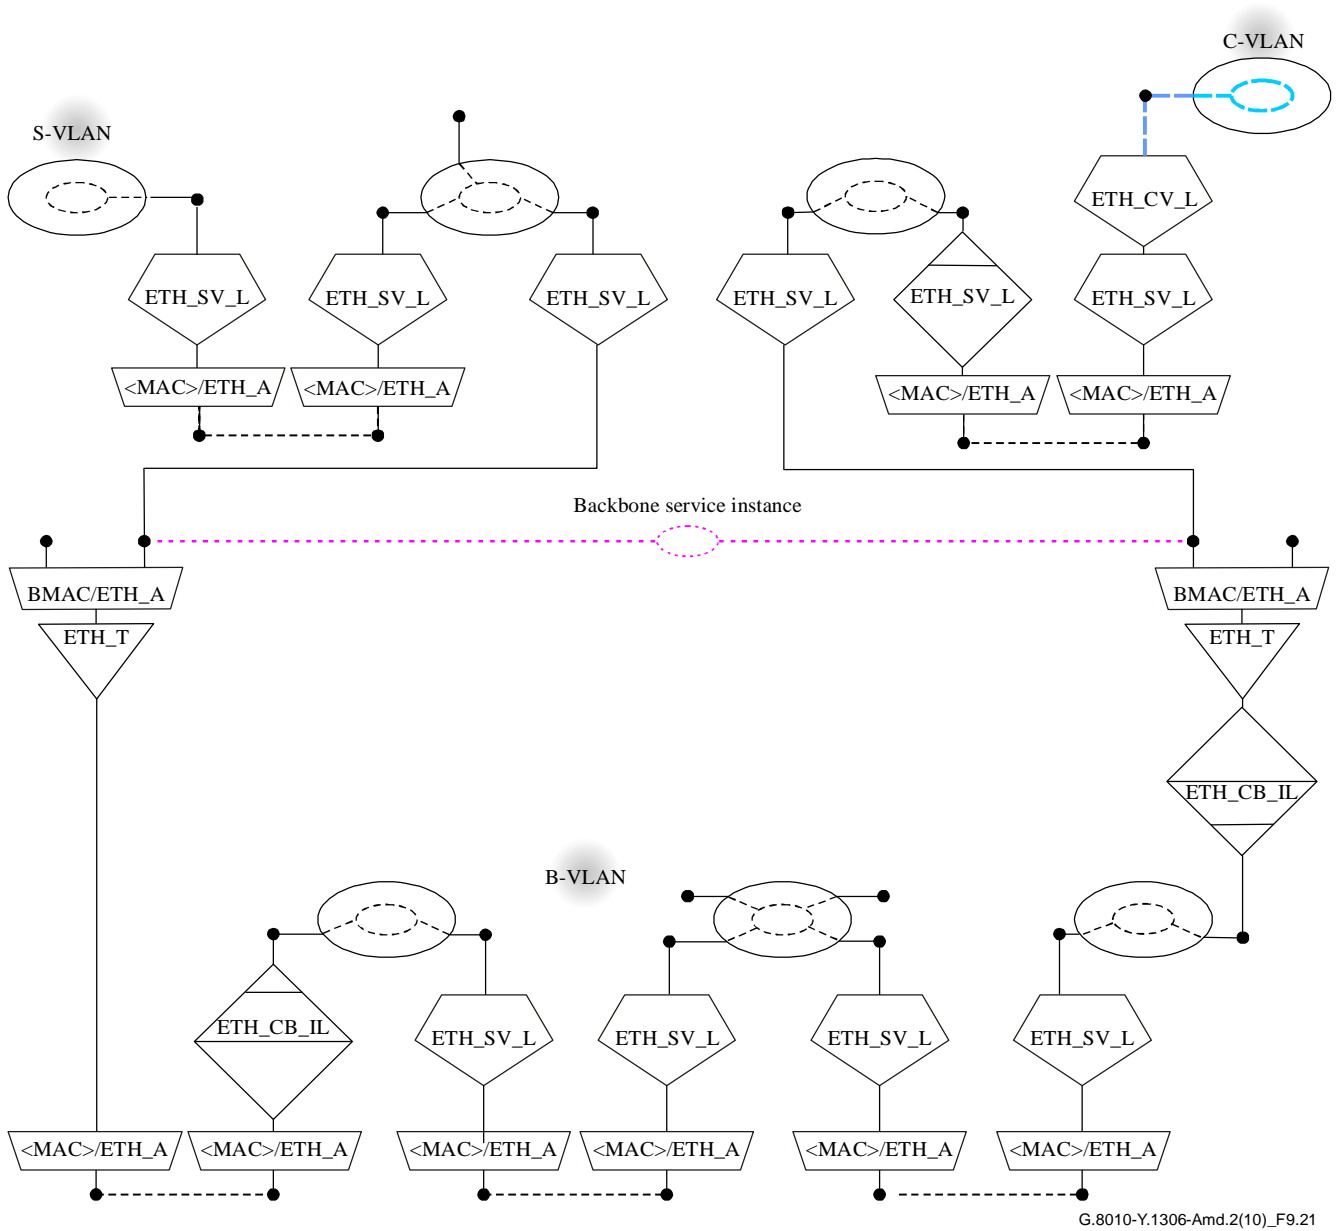 C-VLAN
S-VLAN
ETH_CV_L
ETH_SV_L
ETH_SV_L
ETH_SV_L
ETH_SV_L
ETH_SV_L
ETH_SV_L
<MAC>/ETH_A
<MAC>/ETH_A
<MAC>/ETH_A
<MAC>/ETH_A
Backbone service instance
BMAC/ETH_A
BMAC/ETH_A
ETH_T
ETH_T
ETH_CB_IL
B-VLAN
ETH_CB_IL
ETH_SV_L
ETH_SV_L
ETH_SV_L
ETH_SV_L
<MAC>/ETH_A
<MAC>/ETH_A
<MAC>/ETH_A
<MAC>/ETH_A
<MAC>/ETH_A
<MAC>/ETH_A
G.8010-Y.1306-Amd.2(10)_F9.21